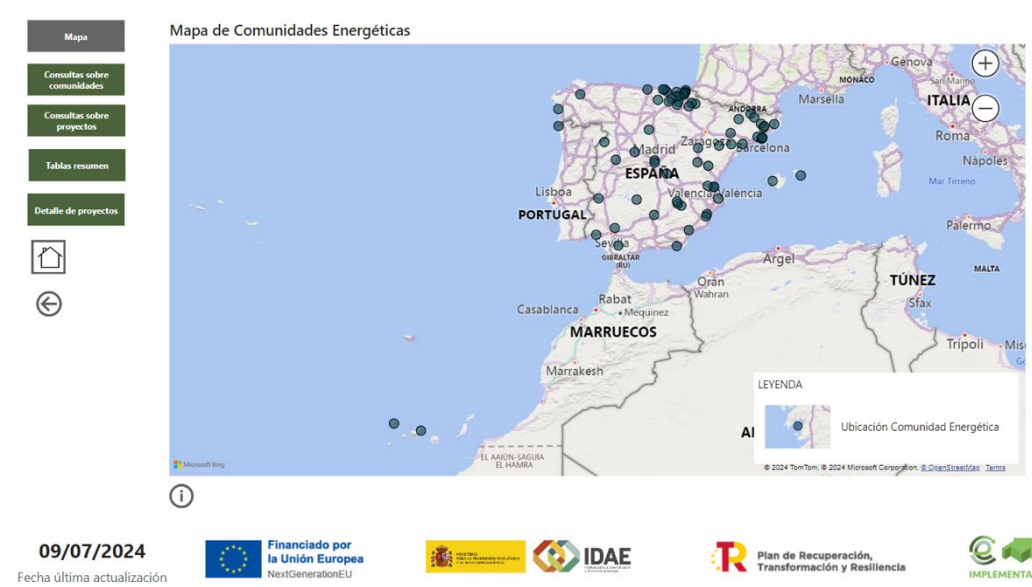 Mapa
Mapa de Comunidades Energéticas
Consultas sobre
comunidades
Consultas sobre
proyectos
Tablas resumen
Detalle de proyectos
Genova
MÓNACO
San Marino
Marsella
ANDORRA
ITALIA
Roma
Zaragoza
Barcelona
Madrid
Nápoles
ESPAÑA
Mar Tirreno
Lisboa
Valencia/València
PORTUGAL
Palermo
Sevilla
GIBRALTAR
(RU)
Argel
MALTA
Orán
Wahran
TÚNEZ
Sfax
Casablanca
Rabat
Mequinez
MARRUECOS
Trípoli
Marrakesh
LEYENDA
Ubicación Comunidad Energética
EL AAIÚN-SAGUÍA
EL HAMRA
Microsoft Bing
© 2024 TomTom, © 2024 Microsoft Corporation, © OpenStreetMap Terms
09/07/2024
Fecha última actualización
Financiado por
la Unión Europea
NextGenerationEU
IDAE
Plan de Recuperación,
Transformación y Resiliencia
IMPLEMENTA